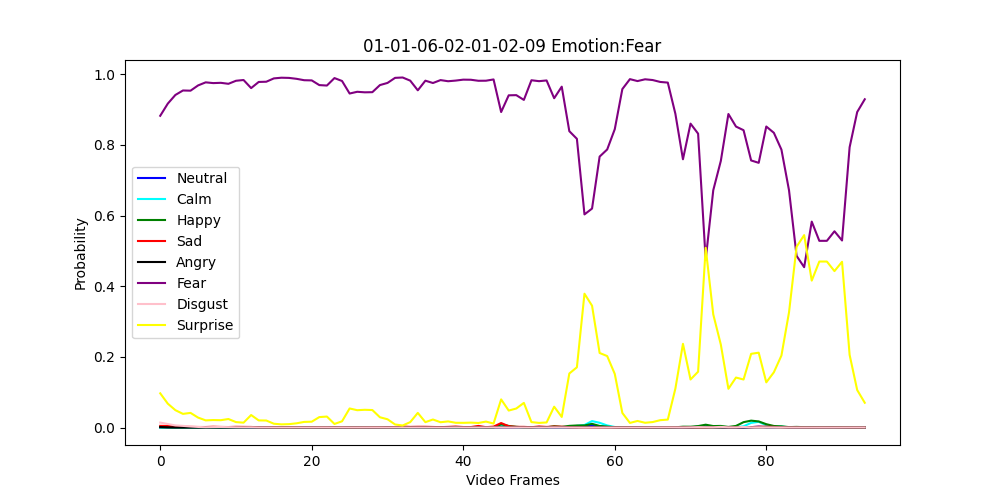 01-01-06-02-01-02-09 Emotion:Fear
Probability
1.0
0.8
0.6
0.4
0.2
0.0
Neutral
Calm
Happy
Sad
Angry
Fear
Disgust
Surprise
0
20
40
60
80
Video Frames